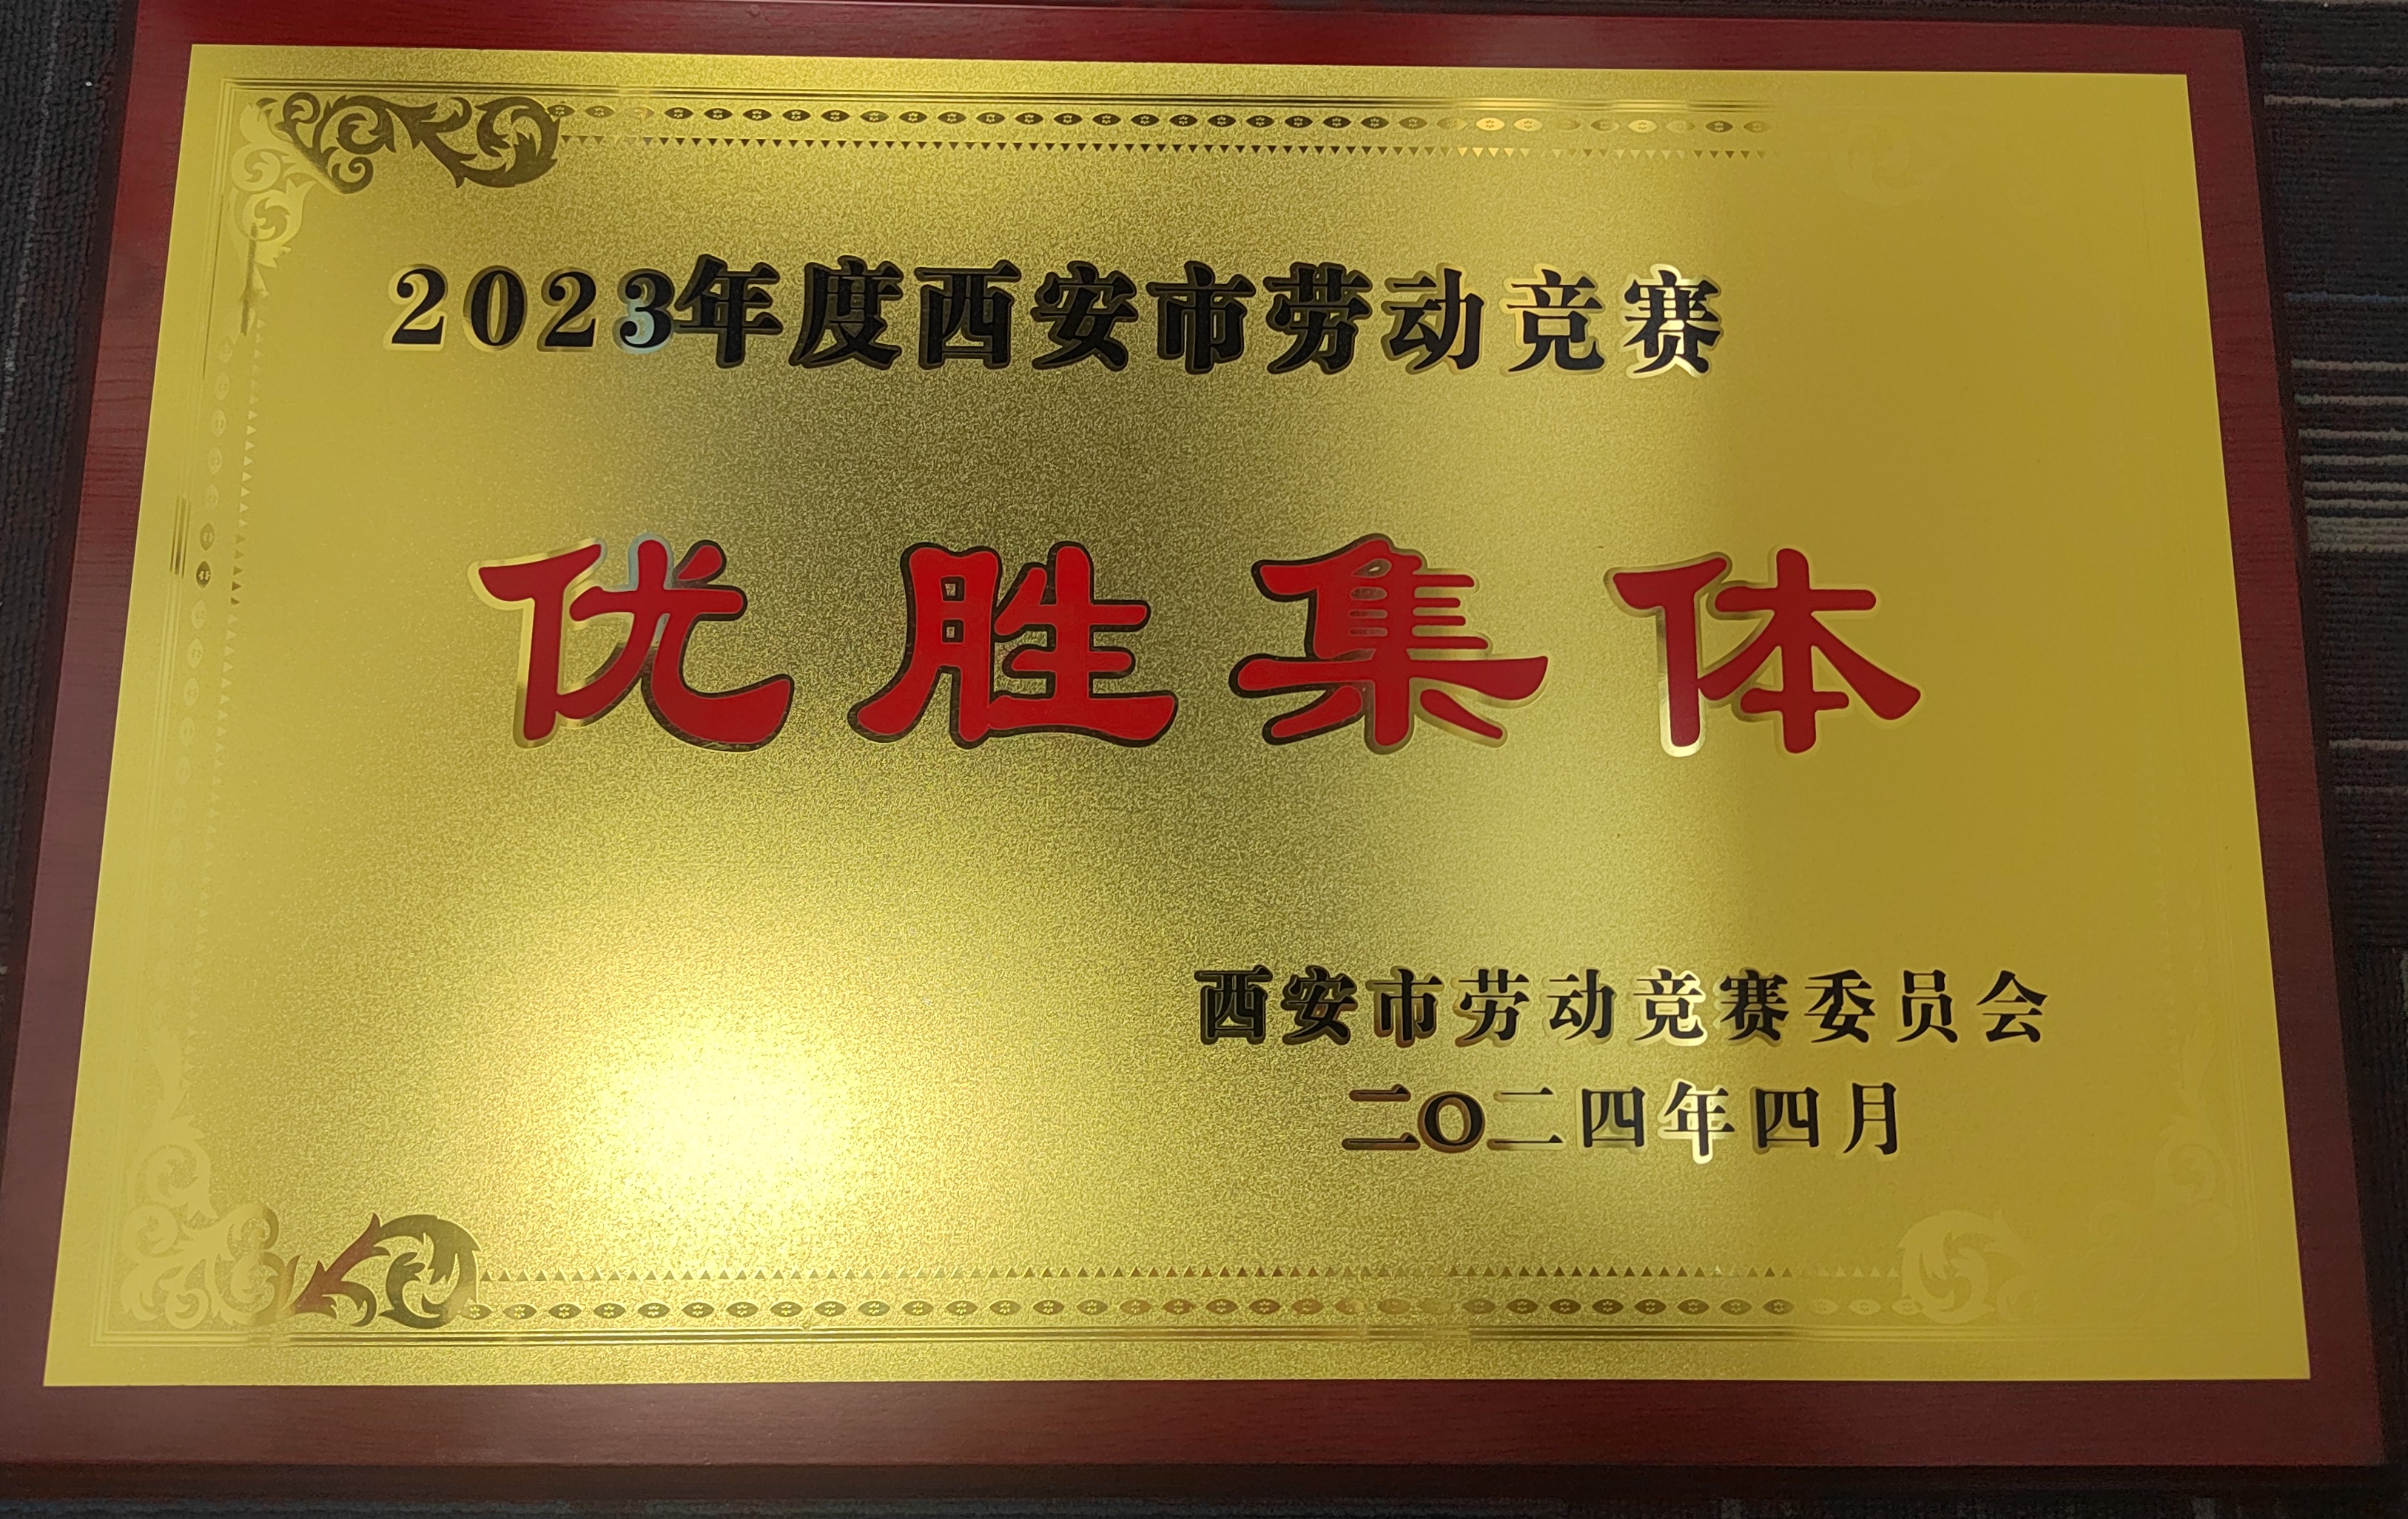 2023年度西安市劳动竞赛
优胜集体
西安市劳动竞赛委员会
二〇二四年四月